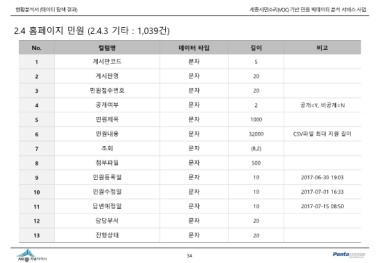 현황분석서 (데이터 탐색 결과) 세종시민의소리(VOC) 기반 민원 빅데이터 분석 서비스 사업
2.4 홈페이지 민원 (2.4.3 기타 : 1,039건)
No. 컬럼명 데이터 타입 길이 비고
1 게시판코드 문자 5
2 게시판명 문자 20
3 민원접수번호 문자 20
4 공개여부 문자 2 공개=Y, 비공개=N
5 민원제목 문자 1000
6 민원내용 문자 32000 CSV파일 최대 지원 길이
7 조회 문자 (8,2)
8 첨부파일 문자 500
9 민원등록일 문자 10 2017-06-30 19:03
10 민원수정일 문자 10 2017-07-01 16:33
11 답변예정일 문자 10 2017-07-15 08:50
12 담당부서 문자 20
13 진행상태 문자 20
34